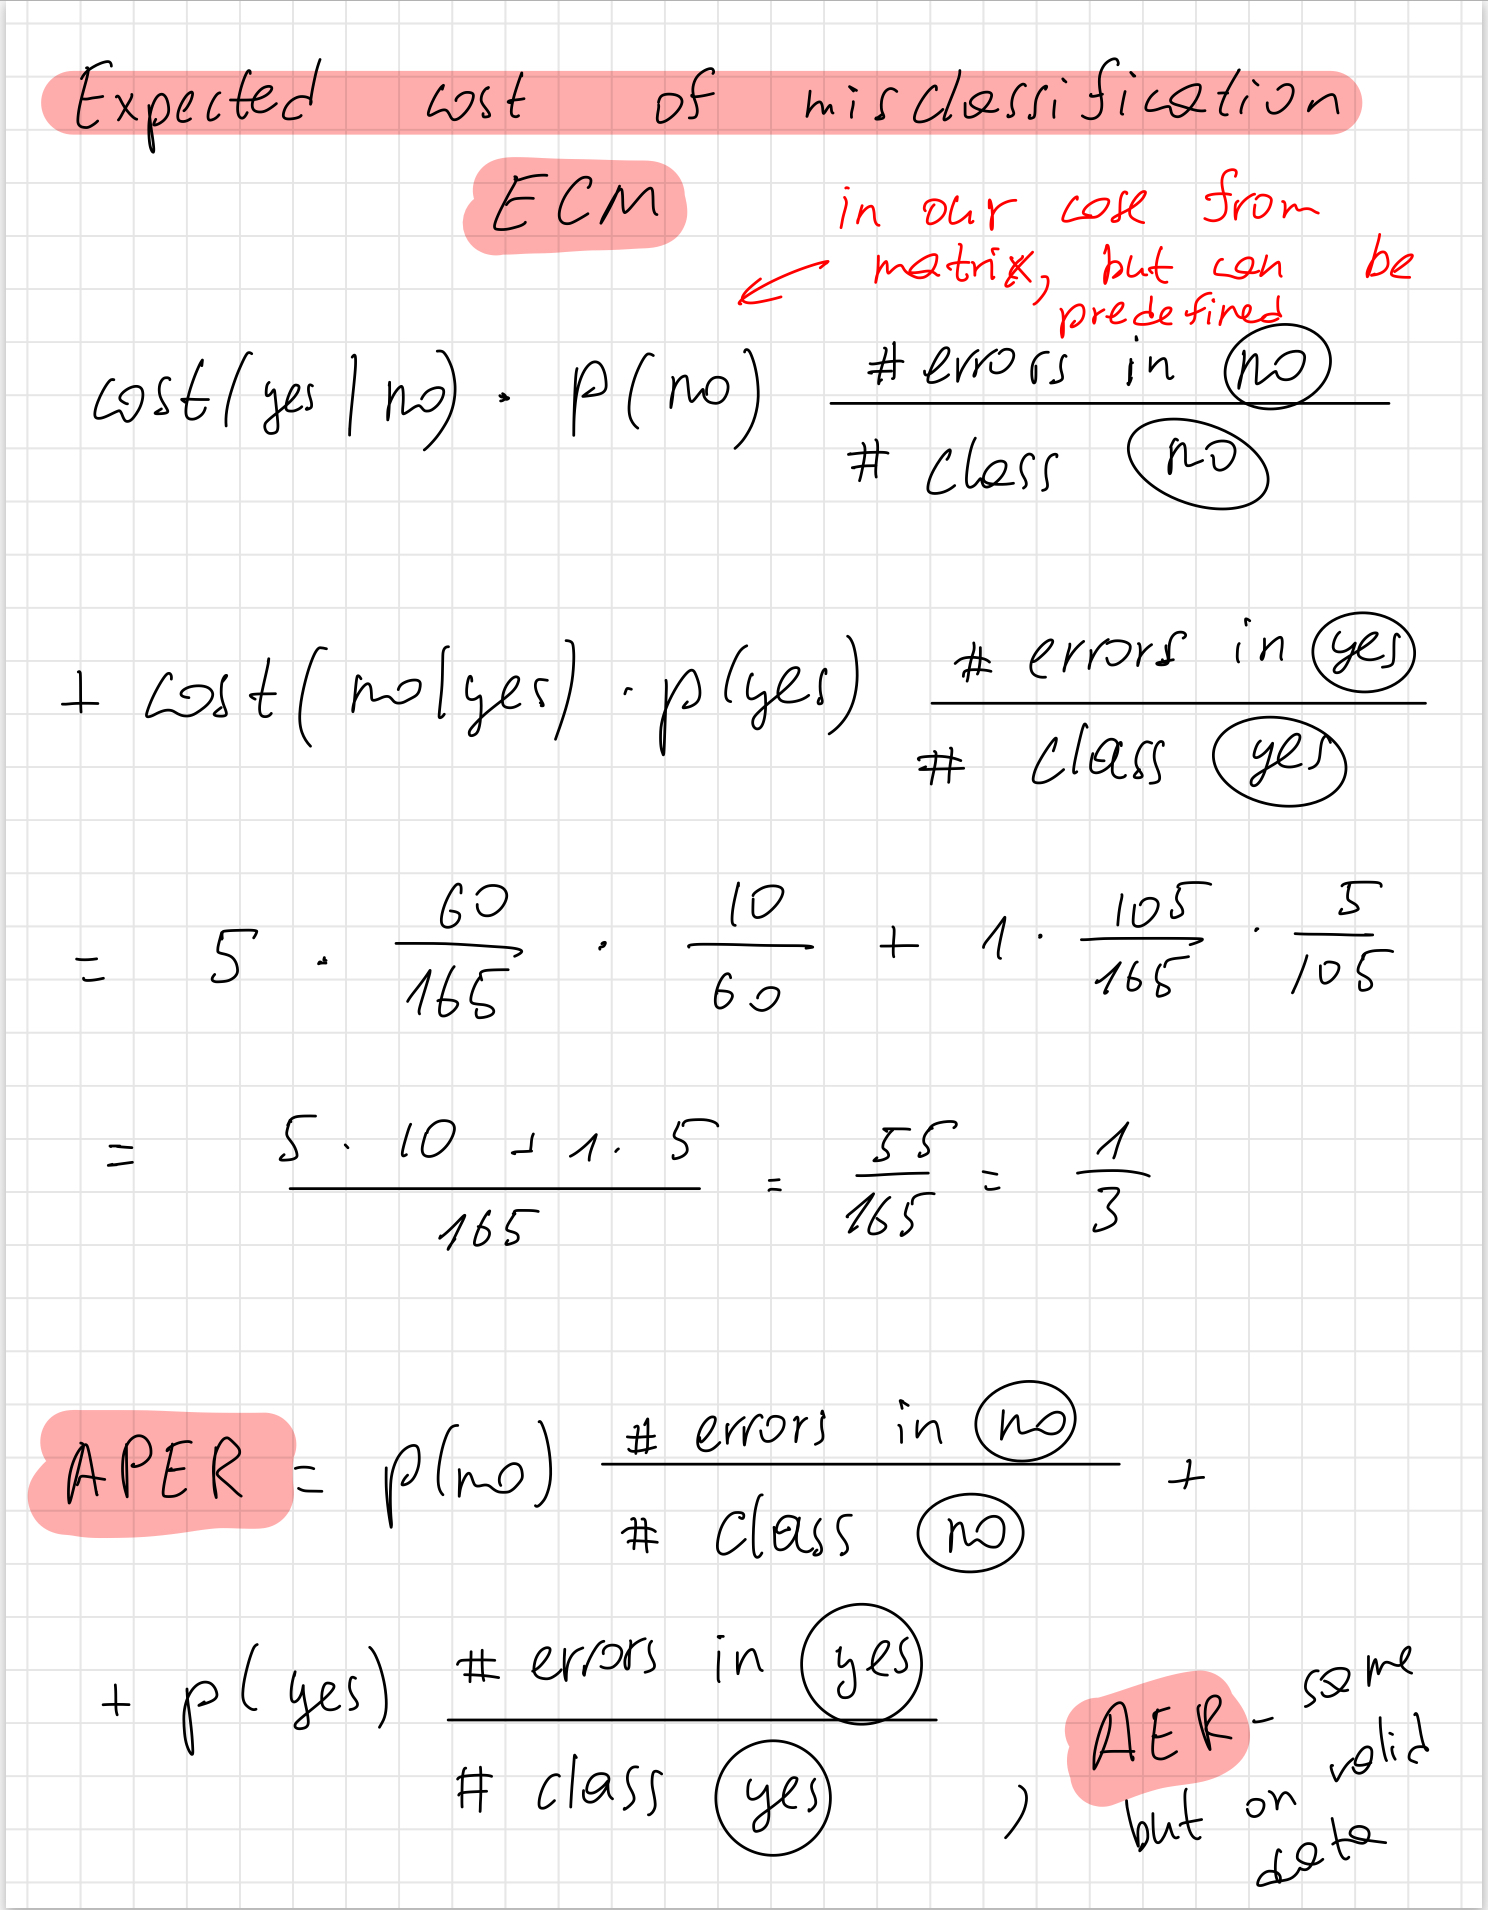 Expected cost of misclassification
ECM
in our case from
matrix, but can be
predefined
cost(yes | no) · P(no) # errors in no
# class no
+ cost(no|yes) · p(yes) # errors in yes
# class yes
= 5 · 60/165 · 10/60 + 1 · 105/165 · 5/105
= 5 · 10 + 1 · 5 / 165 = 55/165 = 1/3
APER = p(no) # errors in no +
# class no
+ p(yes) # errors in yes
# class yes ,
AER - same
but on valid
data